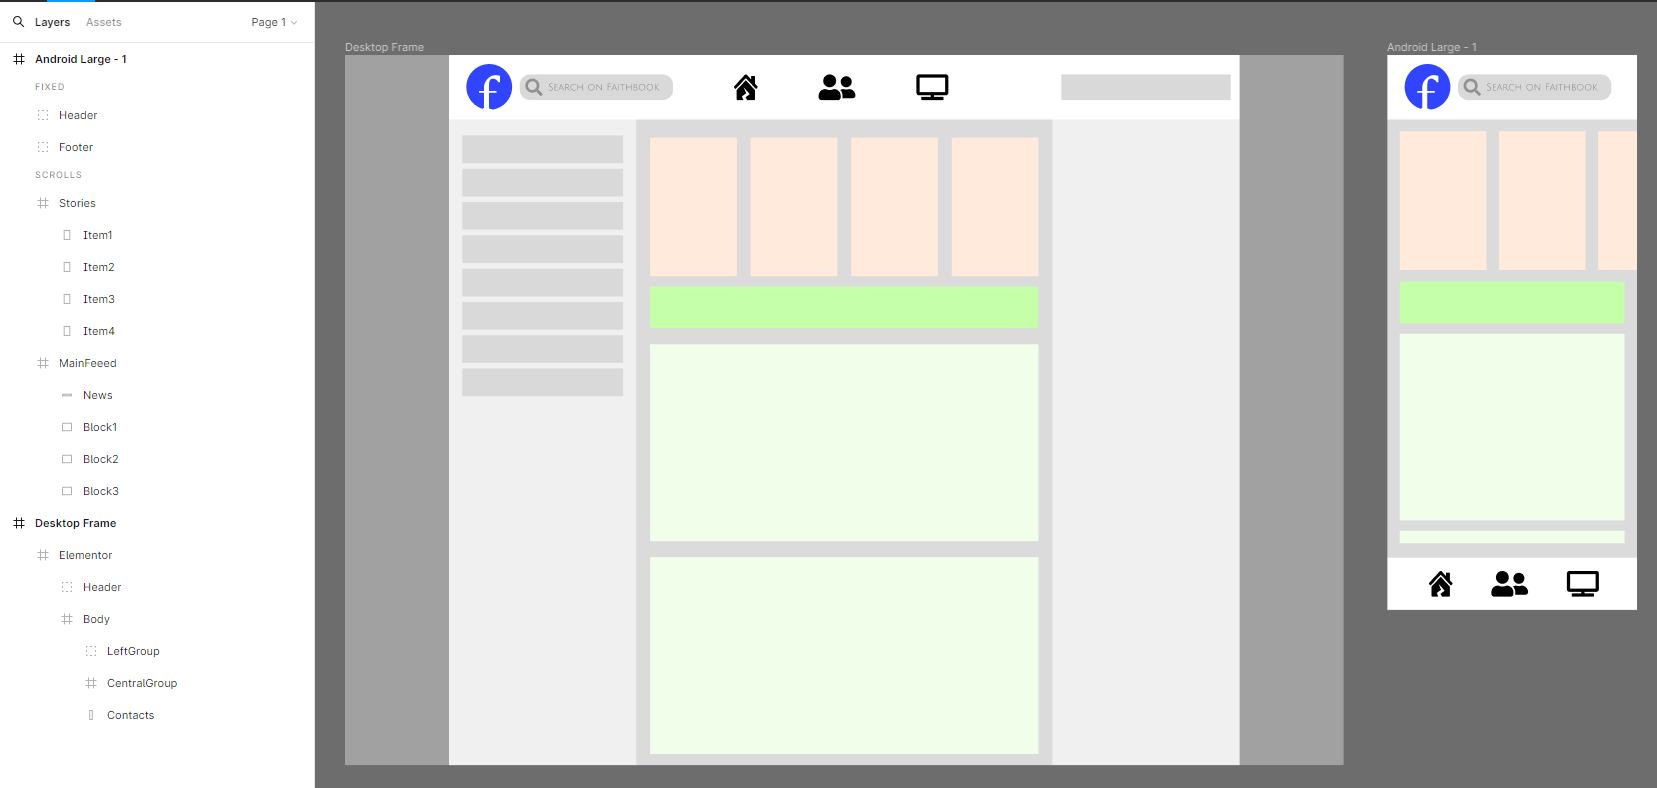 Layers Assets Page 1
Android Large - 1
FIXED
Header
Footer
SCROLLS
Stories
Item1
Item2
Item3
Item4
MainFeeed
News
Block1
Block2
Block3
Desktop Frame
Elementor
Header
Body
LeftGroup
CentralGroup
Contacts
Desktop Frame
f Search on Faithbook
Android Large - 1
f Search on Faithbook